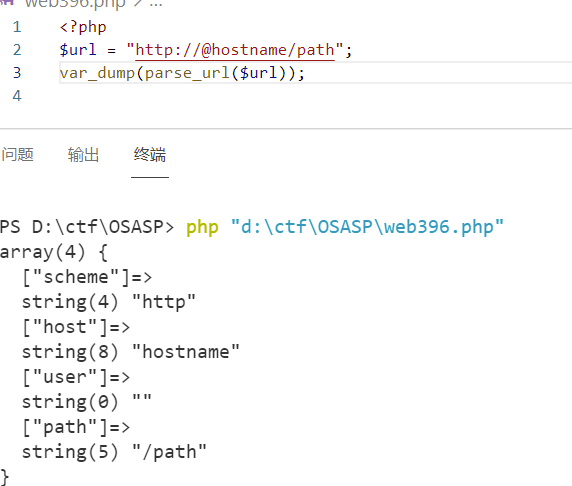 web396.php > ...
1 <?php
2 $url = "http://@hostname/path";
3 var_dump(parse_url($url));
4
问题 输出 终端
PS D:\ctf\OSASP> php "d:\ctf\OSASP\web396.php"
array(4) {
  ["scheme"]=>
  string(4) "http"
  ["host"]=>
  string(8) "hostname"
  ["user"]=>
  string(0) ""
  ["path"]=>
  string(5) "/path"
}